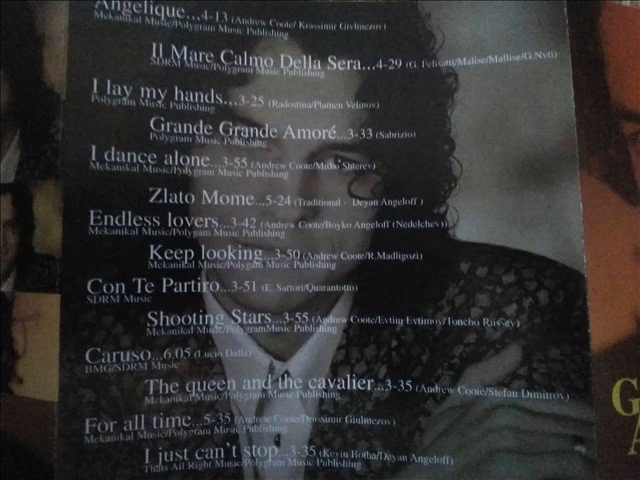 Angelique...4-13 (Andrew Coote/ Krassimir Givlmezov)
Mekanikal Music/Polygram Music Publishing
Il Mare Calmo Della Sera...4-29 (G. Felisati/Malise/Mallise/G.Nvti)
SDRM Music/Polygram Music Publishing
I lay my hands...3-25 (Radostina/Plamen Velinov)
Polygram Music Publishing
Grande Grande Amoré...3-33 (Sabrizio)
Polygram Music Publishing
I dance alone...3-55 (Andrew Coote/Mitko Shterev)
Mekanikal Music/Polygram Music Publishing
Zlato Mome...5-24 (Traditional - Deyan Angeloff )
Endless lovers...3-42 (Andrew Coote/Boyko Angeloff (Nedelchev))
Mekanikal Music/Polygram Music Publishing
Keep looking...3-50 (Andrew Coote/R.Madligozi)
Mekanikal Music/Polygam Music Publishing
Con Te Partiro...3-51 (E. Sartori/Quarantotto)
SDRM Music
Shooting Stars...3-55 (Andrew Coote/Evtim Evtimov/Toncho Russev)
Mekanikal Music/PolygramMusic Publishing
Caruso...6.05 (Lucio Dalla)
BMG/SDRM Music
The queen and the cavalier...3-35 (Andrew Coote/Stefan Dimitrov)
Mekanikal Music/Polygram Music Publishing
For all time...5-35 (Andrew Coote/Drassimir Giulmezov)
Mekanikal Music/Polygram Music Publishing
I just can't stop...3-35 (Kevin Botha/Deyan Angeloff)
Thats All Right Music/Polygram Music Publishing
G
A